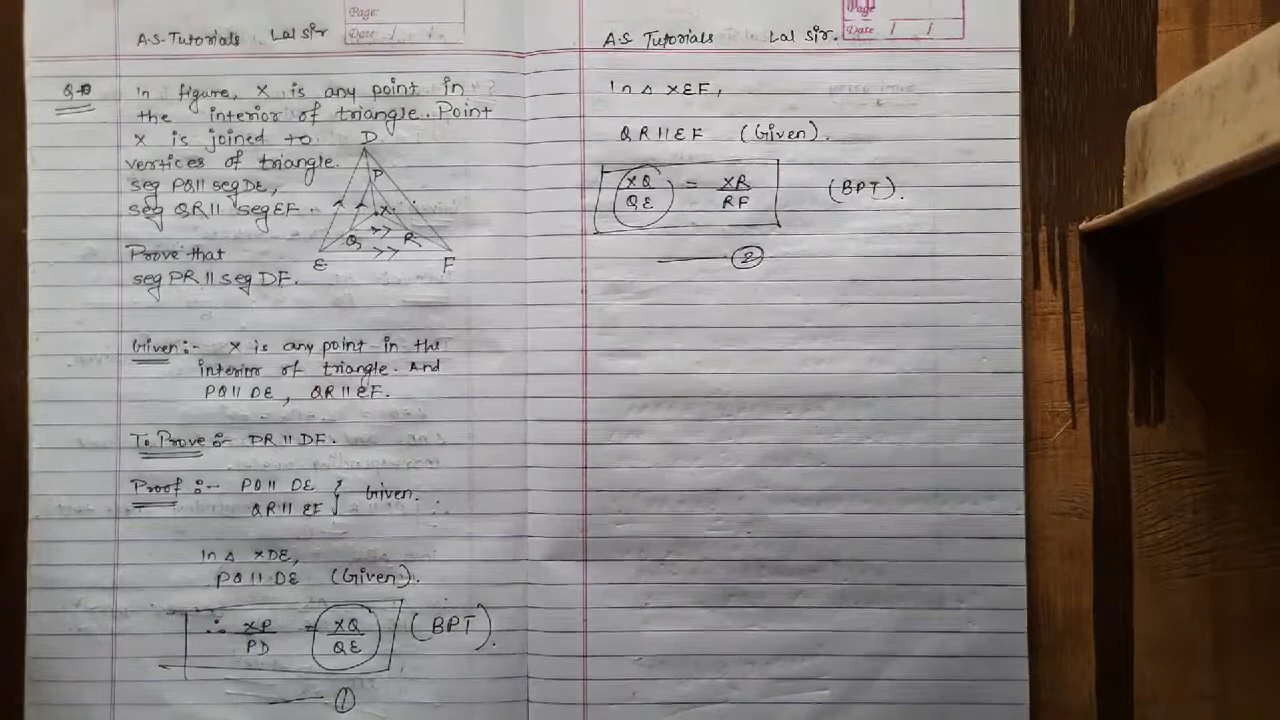 Page:
Date / /
A.S. Tutorials Lal Sir
Q-
In figure, X is any point in
the interior of triangle. Point
X is joined to
vertices of triangle.
seg PQ || seg DE,
seg QR || seg EF.
Prove that
seg PR || seg DF.
D
P
X
Q
R
E
F
Given:- X is any point in the
interior of triangle. And
PQ || DE, QR || EF.
To Prove:- PR || DF.
Proof:- PQ || DE
QR || EF } Given.
In △ XDE,
PQ || DE (Given).
∴ XP/PD = XQ/QE (BPT).
①
Page
Date / /
A.S Tutorials Lal Sir.
In △ XEF,
QR || EF (Given).
XQ/QE = XR/RF (BPT).
②